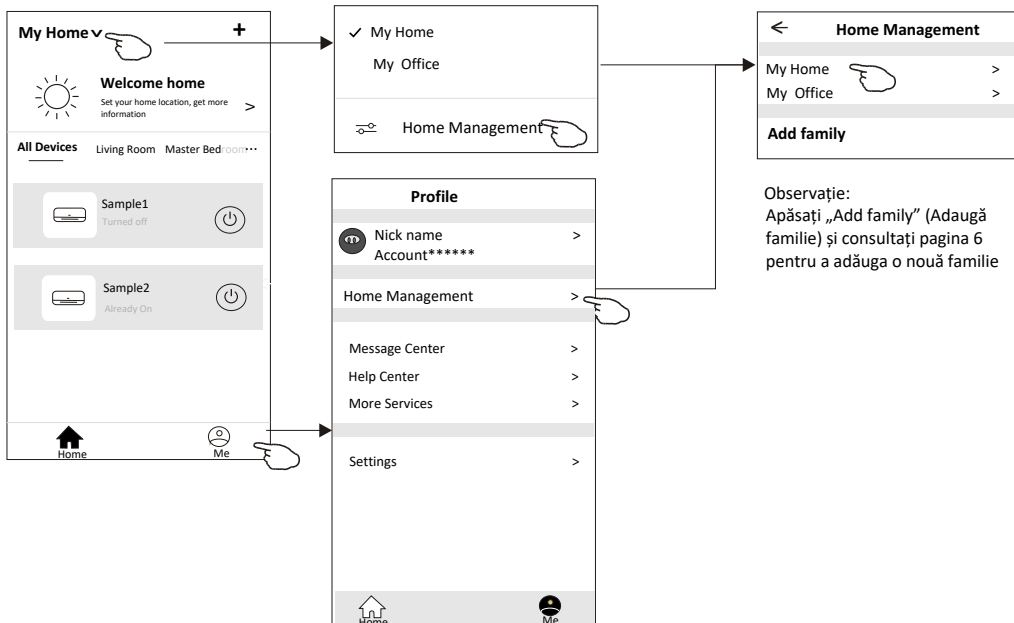 My Home
+
Welcome home
Set your home location, get more
information
>
All Devices Living Room Master Bedroom...
Sample1
Turned off
Sample2
Already On
Home
Me
✓ My Home
My Office
Home Management
Profile
Nick name >
Account******
Home Management >
Message Center >
Help Center >
More Services >
Settings >
Home
Me
Home Management
My Home >
My Office >
Add family
Observație:
Apăsați „Add family” (Adaugă
familie) și consultați pagina 6
pentru a adăuga o nouă familie